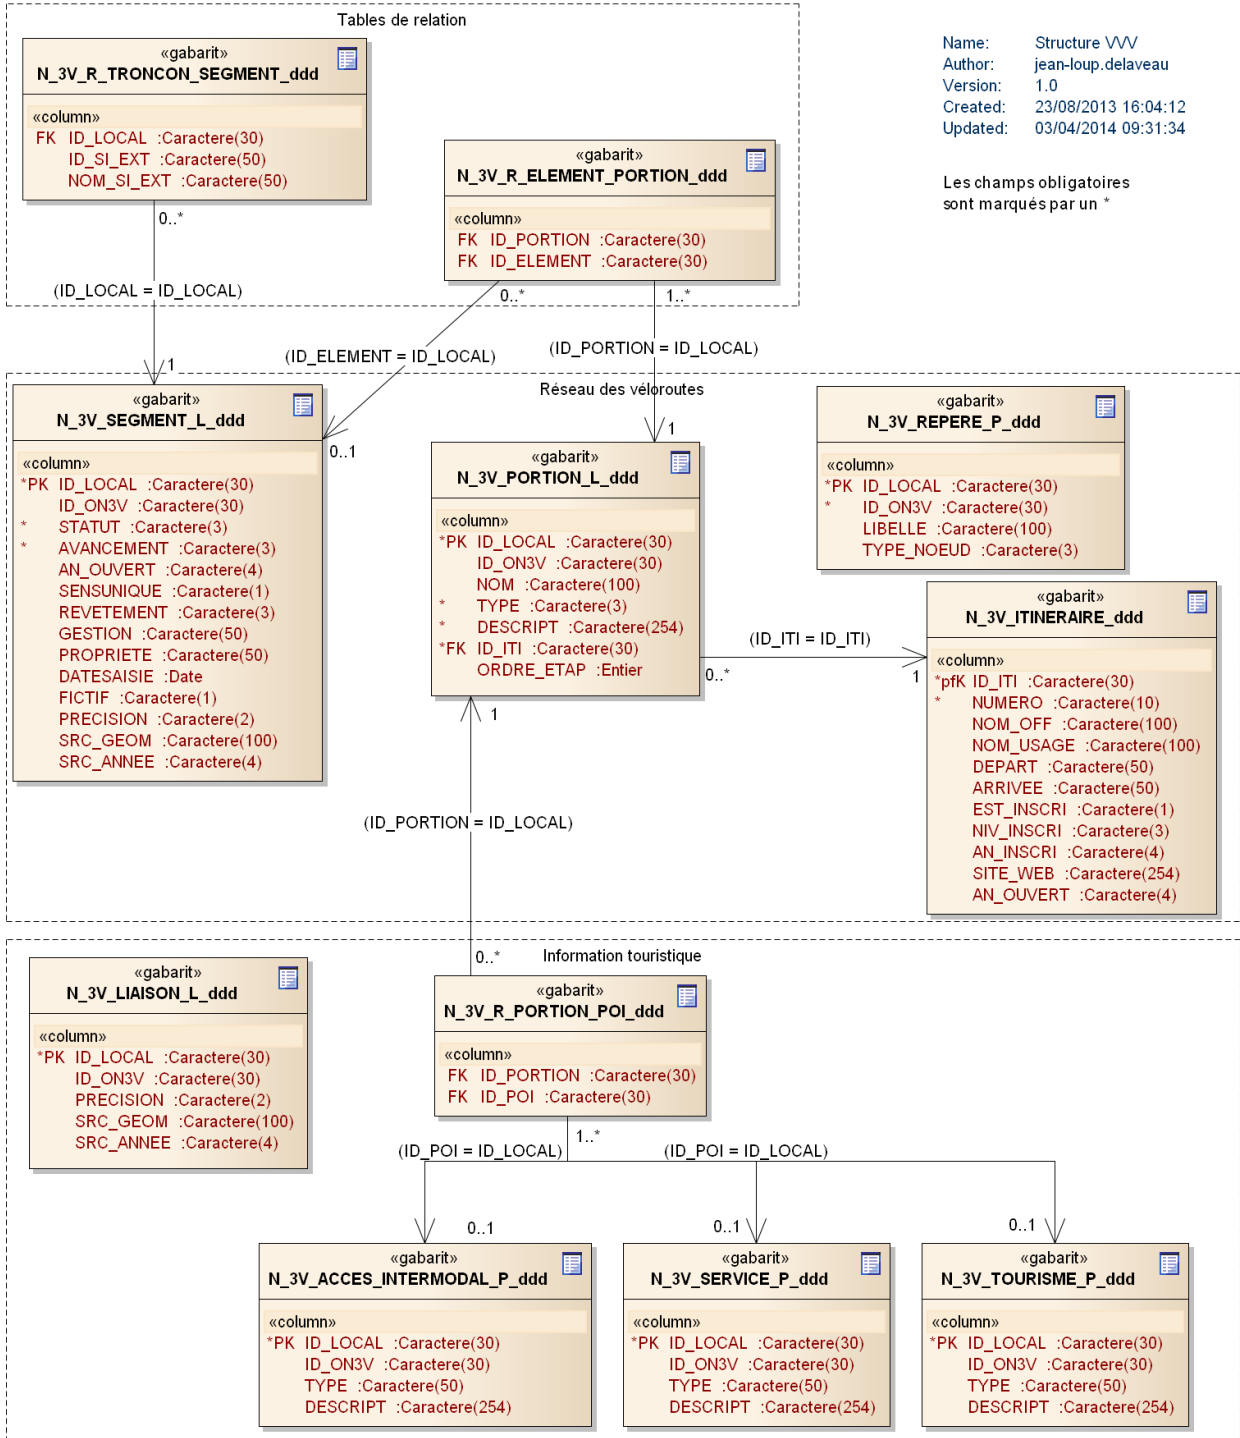 Tables de relation
«gabarit»
N_3V_R_TRONCON_SEGMENT_ddd
«column»
FK ID_LOCAL :Caractere(30)
ID_SI_EXT :Caractere(50)
NOM_SI_EXT :Caractere(50)
Name: Structure VVV
Author: jean-loup.delaveau
Version: 1.0
Created: 23/08/2013 16:04:12
Updated: 03/04/2014 09:31:34
Les champs obligatoires
sont marqués par un *
«gabarit»
N_3V_R_ELEMENT_PORTION_ddd
«column»
FK ID_PORTION :Caractere(30)
FK ID_ELEMENT :Caractere(30)
0..*
(ID_LOCAL = ID_LOCAL)
1
0..*
(ID_ELEMENT = ID_LOCAL)
0..1
1..*
(ID_PORTION = ID_LOCAL)
1
Réseau des véloroutes
«gabarit»
N_3V_SEGMENT_L_ddd
«column»
*PK ID_LOCAL :Caractere(30)
ID_ON3V :Caractere(30)
* STATUT :Caractere(3)
* AVANCEMENT :Caractere(3)
AN_OUVERT :Caractere(4)
SENSUNIQUE :Caractere(1)
REVETEMENT :Caractere(3)
GESTION :Caractere(50)
PROPRIETE :Caractere(50)
DATESAISIE :Date
FICTIF :Caractere(1)
PRECISION :Caractere(2)
SRC_GEOM :Caractere(100)
SRC_ANNEE :Caractere(4)
«gabarit»
N_3V_PORTION_L_ddd
«column»
*PK ID_LOCAL :Caractere(30)
ID_ON3V :Caractere(30)
NOM :Caractere(100)
* TYPE :Caractere(3)
* DESCRIPT :Caractere(254)
*FK ID_ITI :Caractere(30)
ORDRE_ETAP :Entier
«gabarit»
N_3V_REPERE_P_ddd
«column»
*PK ID_LOCAL :Caractere(30)
* ID_ON3V :Caractere(30)
LIBELLE :Caractere(100)
TYPE_NOEUD :Caractere(3)
(ID_ITI = ID_ITI)
0..*
1
«gabarit»
N_3V_ITINERAIRE_ddd
«column»
*pfK ID_ITI :Caractere(30)
* NUMERO :Caractere(10)
NOM_OFF :Caractere(100)
NOM_USAGE :Caractere(100)
DEPART :Caractere(50)
ARRIVEE :Caractere(50)
EST_INSCRI :Caractere(1)
NIV_INSCRI :Caractere(3)
AN_INSCRI :Caractere(4)
SITE_WEB :Caractere(254)
AN_OUVERT :Caractere(4)
1
(ID_PORTION = ID_LOCAL)
0..*
Information touristique
«gabarit»
N_3V_LIAISON_L_ddd
«column»
*PK ID_LOCAL :Caractere(30)
ID_ON3V :Caractere(30)
PRECISION :Caractere(2)
SRC_GEOM :Caractere(100)
SRC_ANNEE :Caractere(4)
«gabarit»
N_3V_R_PORTION_POI_ddd
«column»
FK ID_PORTION :Caractere(30)
FK ID_POI :Caractere(30)
1..*
(ID_POI = ID_LOCAL)
(ID_POI = ID_LOCAL)
0..1
0..1
0..1
«gabarit»
N_3V_ACCES_INTERMODAL_P_ddd
«column»
*PK ID_LOCAL :Caractere(30)
ID_ON3V :Caractere(30)
TYPE :Caractere(50)
DESCRIPT :Caractere(254)
«gabarit»
N_3V_SERVICE_P_ddd
«column»
*PK ID_LOCAL :Caractere(30)
ID_ON3V :Caractere(30)
TYPE :Caractere(50)
DESCRIPT :Caractere(254)
«gabarit»
N_3V_TOURISME_P_ddd
«column»
*PK ID_LOCAL :Caractere(30)
ID_ON3V :Caractere(30)
TYPE :Caractere(50)
DESCRIPT :Caractere(254)